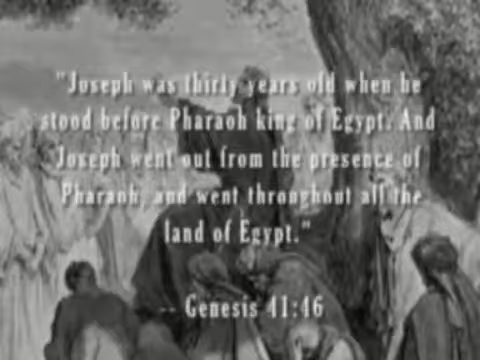 "Joseph was thirty years old when he
stood before Pharaoh king of Egypt. And
Joseph went out from the presence of
Pharaoh, and went throughout all the
land of Egypt."
-- Genesis 41:46